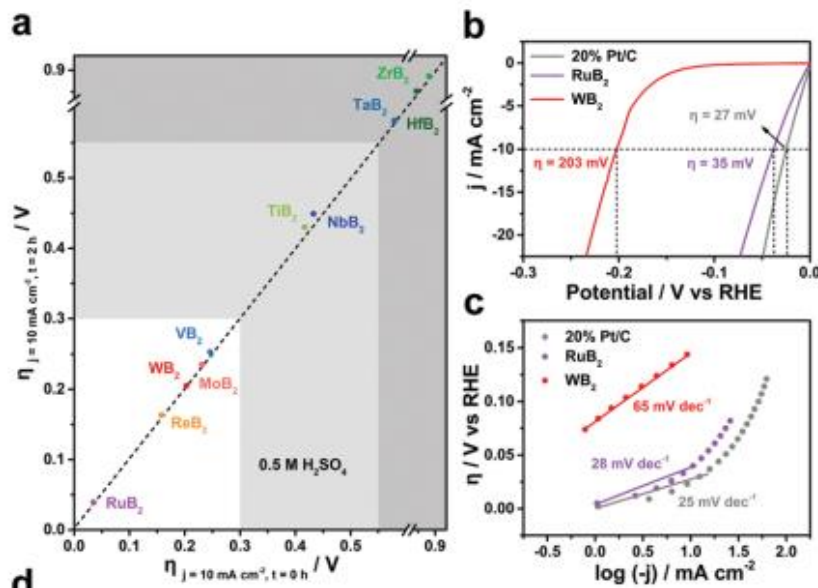 a
0.9
0.5
0.4
0.3
0.2
0.1
0.0
η j = 10 mA cm⁻², t = 2 h / V
ZrB₂
TaB₂
HfB₂
TiB₂
NbB₂
VB₂
WB₂
MoB₂
ReB₂
RuB₂
0.5 M H₂SO₄
0.0 0.1 0.2 0.3 0.4 0.5 0.9
η j = 10 mA cm⁻², t = 0 h / V
b
0
-5
-10
-15
-20
j / mA cm⁻²
20% Pt/C
RuB₂
WB₂
η = 27 mV
η = 203 mV
η = 35 mV
-0.3 -0.2 -0.1 0.0
Potential / V vs RHE
c
0.15
0.10
0.05
0.00
η / V vs RHE
20% Pt/C
RuB₂
WB₂
65 mV dec⁻¹
28 mV dec⁻¹
25 mV dec⁻¹
-0.5 0.0 0.5 1.0 1.5 2.0
log (-j) / mA cm⁻²
d